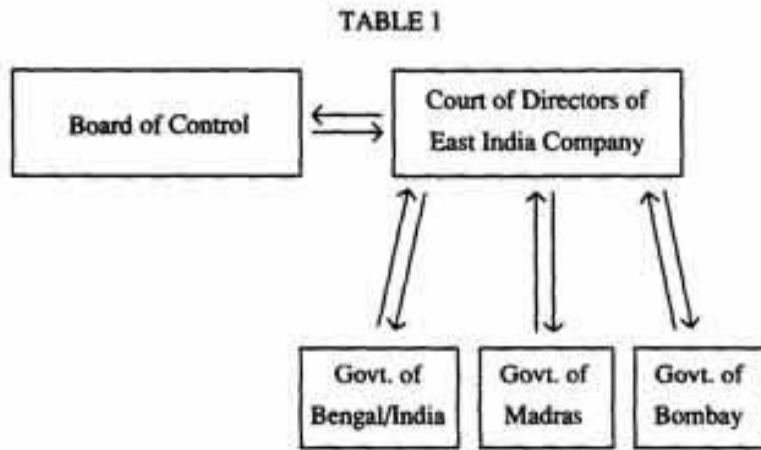 TABLE 1
Board of Control
Court of Directors of
East India Company
Govt. of
Bengal/India
Govt. of
Madras
Govt. of
Bombay